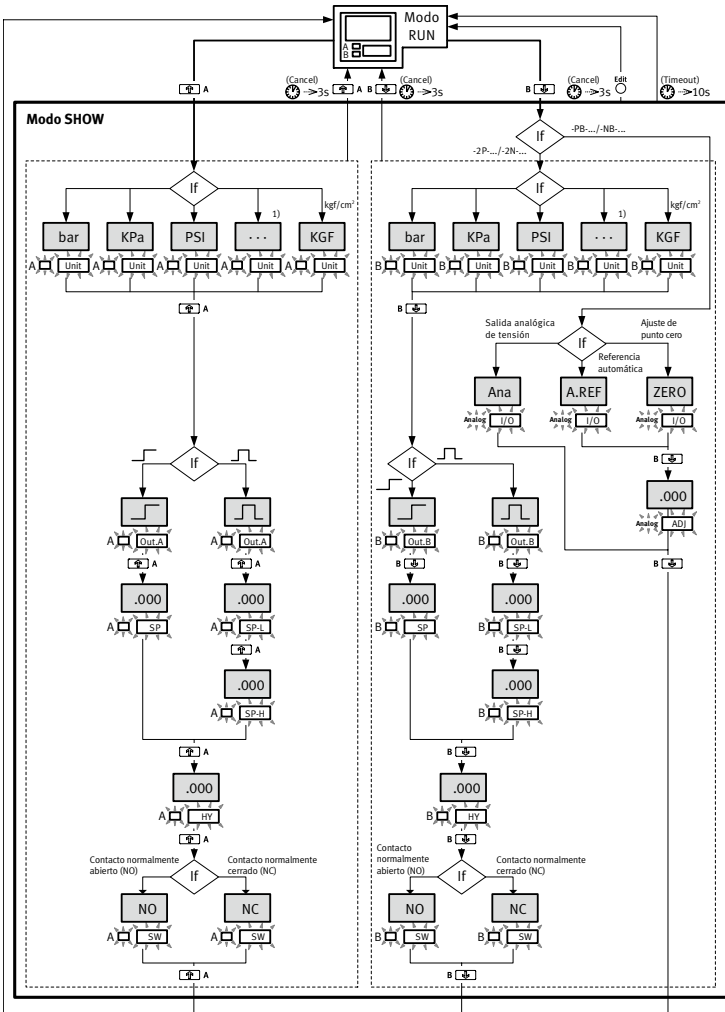 Modo
RUN
A
B
A
(Cancel)
3s
A
B
(Cancel)
3s
B
(Cancel)
3s
Edit
(Timeout)
10s
Modo SHOW
If
-PB-.../-NB-...
-2P-.../-2N-...
If
1)
kgf/cm²
bar
KPa
PSI
...
KGF
A Unit
A Unit
A Unit
A Unit
A Unit
A
If
Out.A
A
Out.A
A
A
A
.000
.000
A SP
A SP-L
A
.000
A SP-H
A
.000
A HY
A
Contacto normalmente
abierto (NO)
Contacto normalmente
cerrado (NC)
If
NO
NC
A SW
A SW
A
If
1)
kgf/cm²
bar
KPa
PSI
...
KGF
B Unit
B Unit
B Unit
B Unit
B Unit
B
If
B Out.B
B Out.B
B
B
.000
.000
B SP
B SP-L
B
.000
B SP-H
B
.000
B HY
B
Contacto
normalmente
abierto (NO)
Contacto normalmente
cerrado (NC)
If
NO
NC
B SW
B SW
B
Salida analógica
de tensión
Ajuste de
punto cero
If
Referencia
automática
Ana
A.REF
ZERO
Analog I/O
Analog I/O
Analog I/O
B
.000
Analog ADJ
B